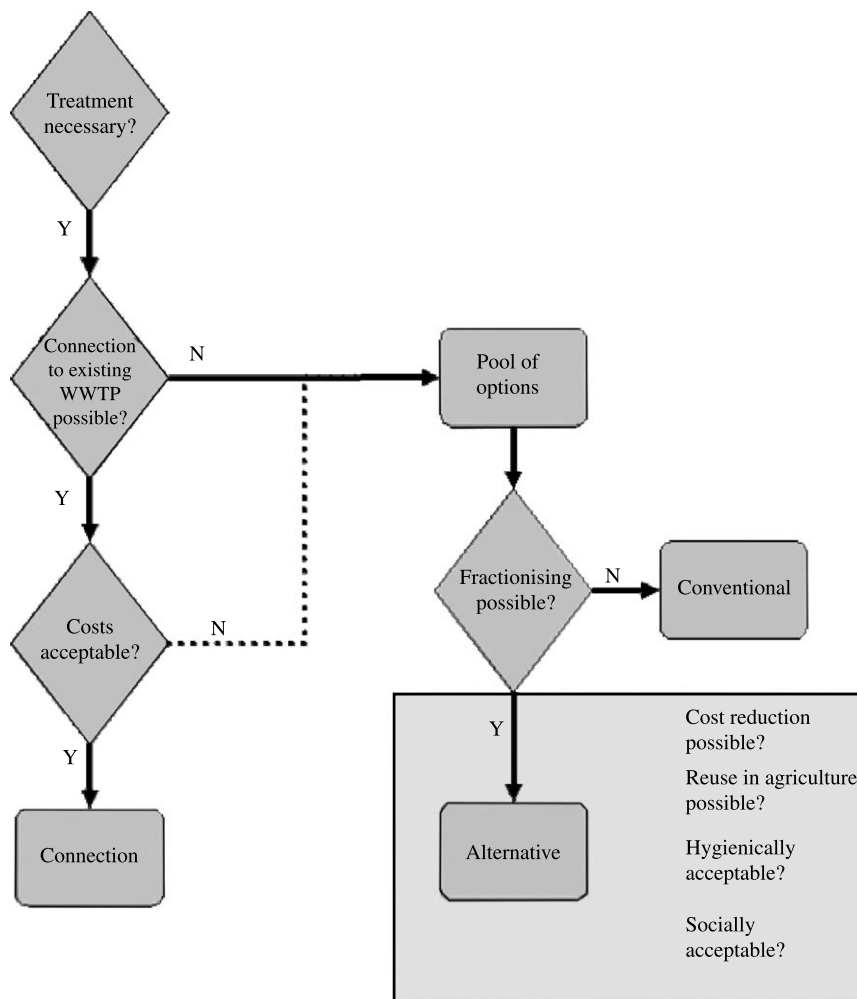 Treatment
necessary?
Y
Connection
to existing
WWTP
possible?
N
Pool of
options
Y
Fractionising
possible?
N
Conventional
Costs
acceptable?
N
Y
Connection
Y
Alternative
Cost reduction
possible?
Reuse in agriculture
possible?
Hygienically
acceptable?
Socially
acceptable?